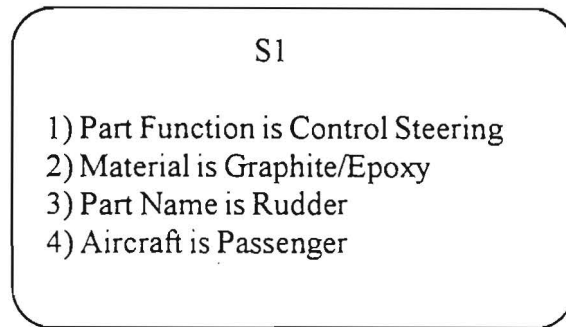 S1
1) Part Function is Control Steering
2) Material is Graphite/Epoxy
3) Part Name is Rudder
4) Aircraft is Passenger